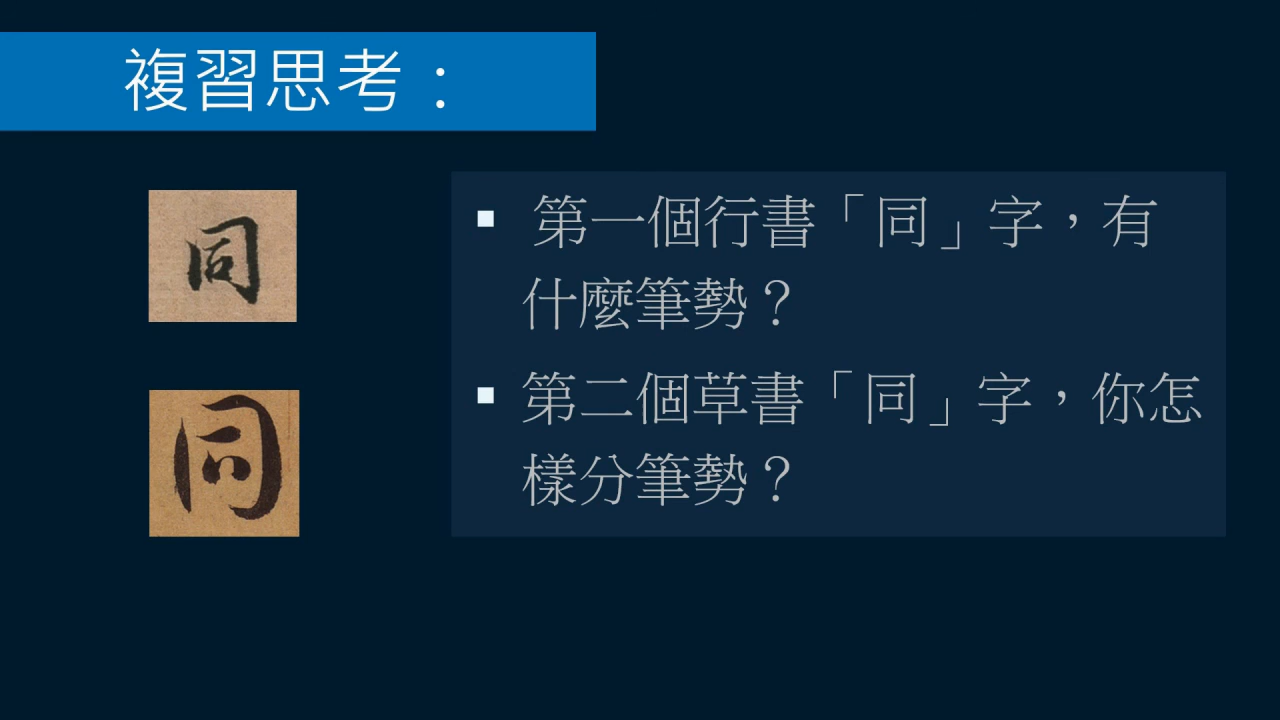 複習思考：
同
第一個行書「同」字，有
什麼筆勢？
同
第二個草書「同」字，你怎
樣分筆勢？